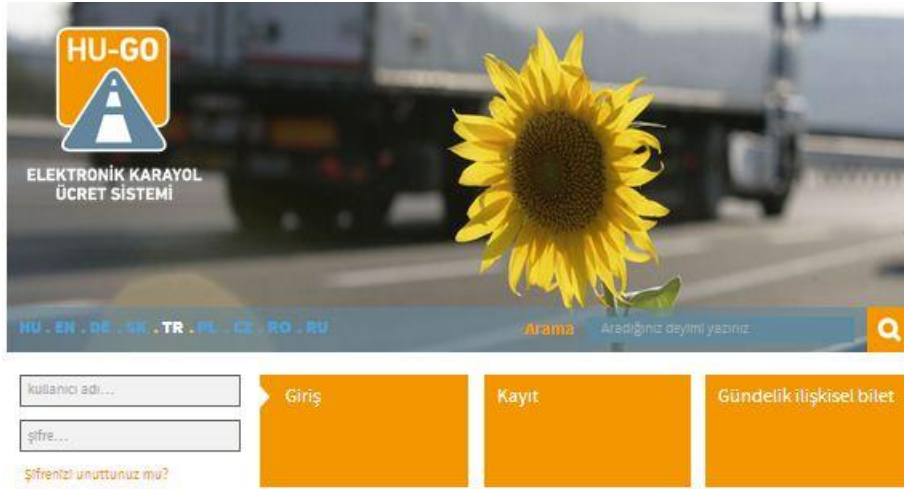 HU-GO
ELEKTRONİK KARAYOL
ÜCRET SİSTEMİ
HU . EN . DE . SK . TR . PL . CZ . RO . RU
Arama
Aradığınız deyimi yazınız
kullanıcı adı...
Giriş
Kayıt
Gündelik ilişkisel bilet
şifre...
Şifrenizi unuttunuz mu?